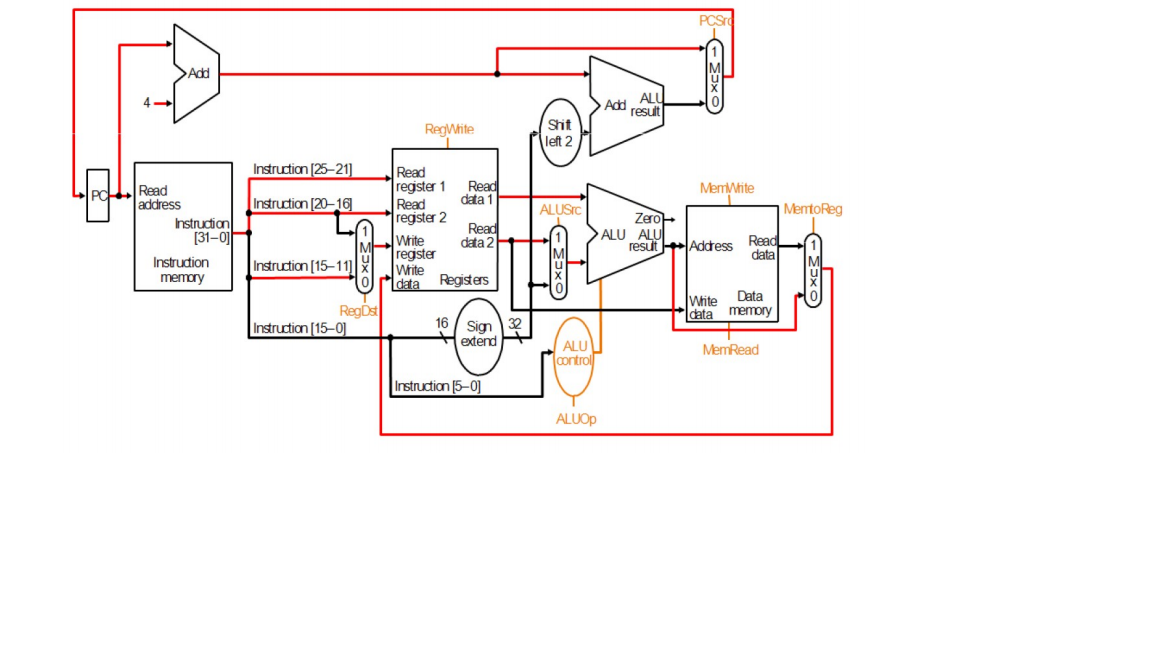 PCSrc
1
M
u
x
0
Add
4
Add
ALU
result
Shift
left 2
RegWrite
PC
Read
address
Instruction
[31–0]
Instruction
memory
Instruction [25–21]
Instruction [20–16]
Instruction [15–11]
Instruction [15–0]
Instruction [5–0]
1
M
u
x
0
RegDst
Read
register 1
Read
register 2
Write
register
Write
data
Read
data 1
Read
data 2
Registers
16
Sign
extend
32
ALUSrc
1
M
u
x
0
Zero
ALU
ALU
result
ALU
control
ALUOp
MemWrite
Address
Read
data
Write
data
Data
memory
MemRead
MemtoReg
1
M
u
x
0